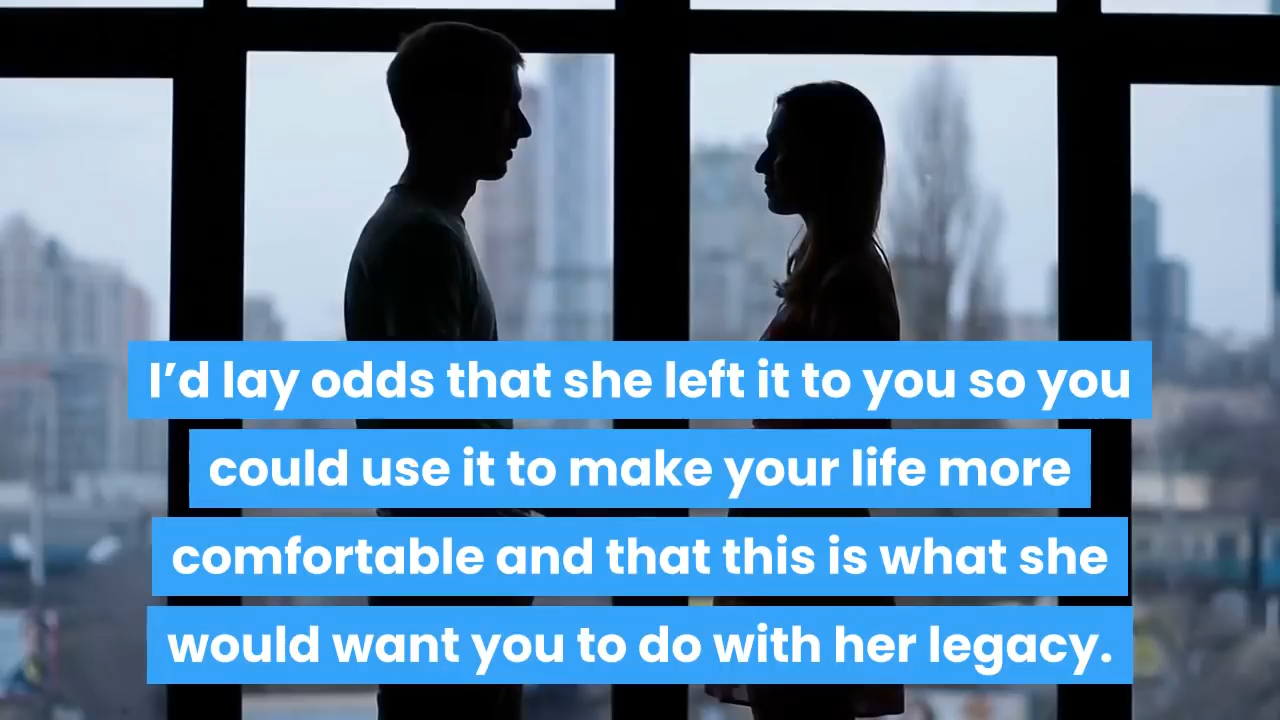 I’d lay odds that she left it to you so you
could use it to make your life more
comfortable and that this is what she
would want you to do with her legacy.